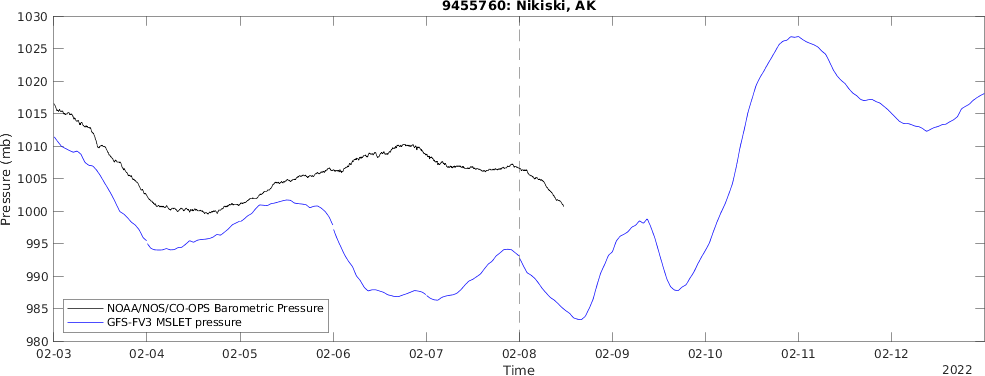 9455760: Nikiski, AK
Pressure (mb)
1030
1025
1020
1015
1010
1005
1000
995
990
985
980
NOAA/NOS/CO-OPS Barometric Pressure
GFS-FV3 MSLET pressure
02-03 02-04 02-05 02-06 02-07 02-08 02-09 02-10 02-11 02-12
Time
2022